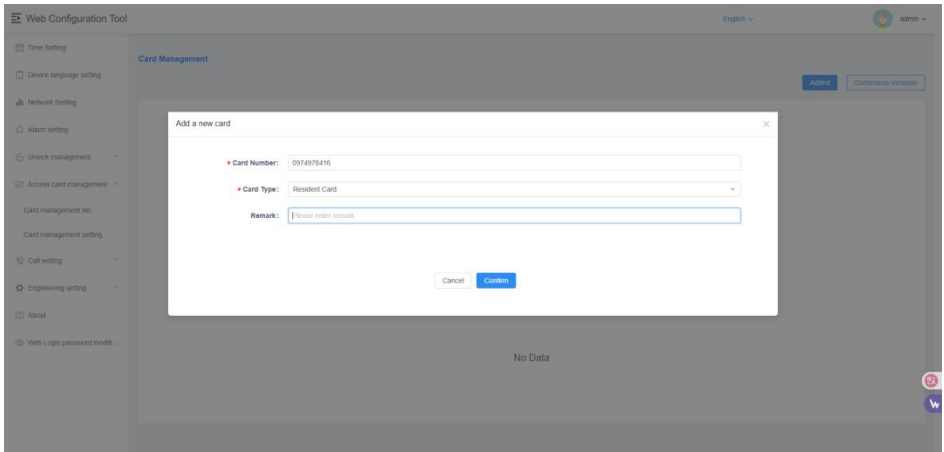 Web Configuration Tool
English
admin
Time Setting
Device language setting
Network Setting
Alarm setting
Unlock management
Access card management
Card management list
Card management setting
Call setting
Engineering setting
About
Web Login password modifi...
Card Management
Added
Continuous increase
Add a new card
* Card Number:
0974978416
* Card Type:
Resident Card
Remark:
Please enter remark
Cancel
Confirm
No Data